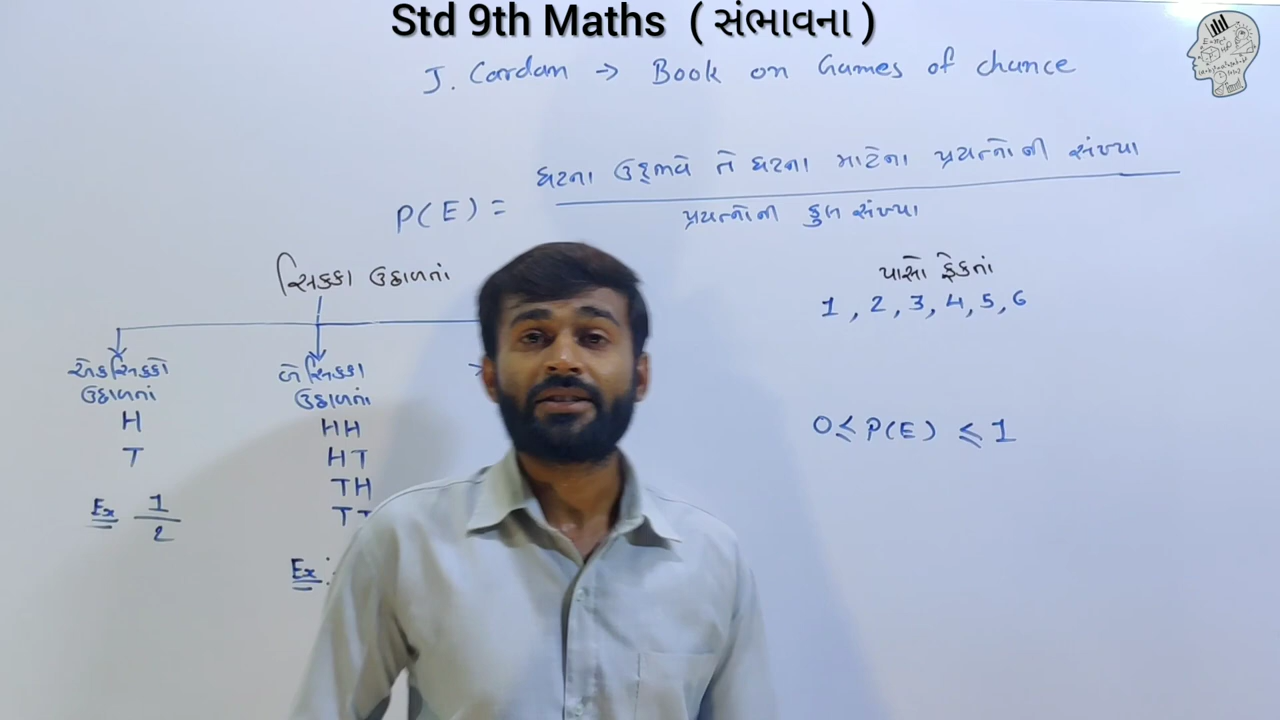 Std 9th Maths ( સંભાવના )
J. Cardam → Book on Games of chance
P(E) =
ઘટના ઉદ્ભવે તે ઘટના માટેના પ્રયત્નોની સંખ્યા
પ્રયત્નોની કુલ સંખ્યા
સિક્કા ઉછાળતાં
એક સિક્કો
ઉછાળતાં
H
T
Ex 1/2
બે સિક્કા
ઉછાળતાં
HH
HT
TH
TT
Ex:
પાસો ફેંકતાં
1 , 2 , 3 , 4 , 5 , 6
0 ≤ P(E) ≤ 1